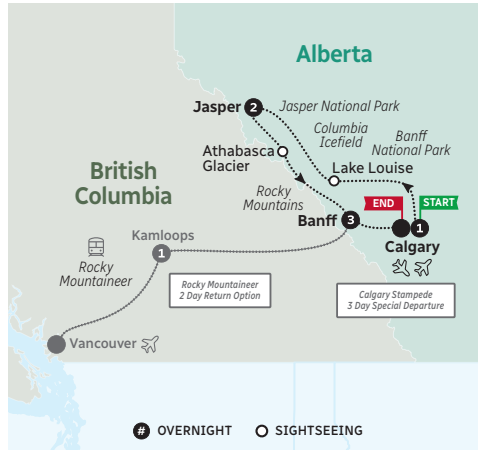 Alberta
Jasper 2
Jasper National Park
Columbia
Icefield
Banff
National Park
Athabasca
Glacier
Lake Louise
British
Columbia
Rocky
Mountains
END
START
Banff 3
1
Calgary
Kamloops
1
Rocky
Mountaineer
Rocky Mountaineer
2 Day Return Option
Calgary Stampede
3 Day Special Departure
Vancouver
# OVERNIGHT
SIGHTSEEING